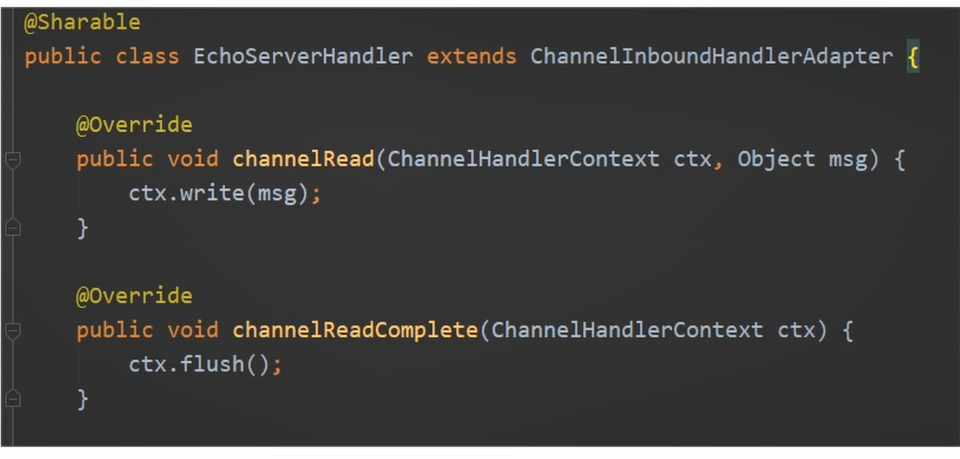 @Sharable
public class EchoServerHandler extends ChannelInboundHandlerAdapter {
@Override
public void channelRead(ChannelHandlerContext ctx, Object msg) {
ctx.write(msg);
}
@Override
public void channelReadComplete(ChannelHandlerContext ctx) {
ctx.flush();
}